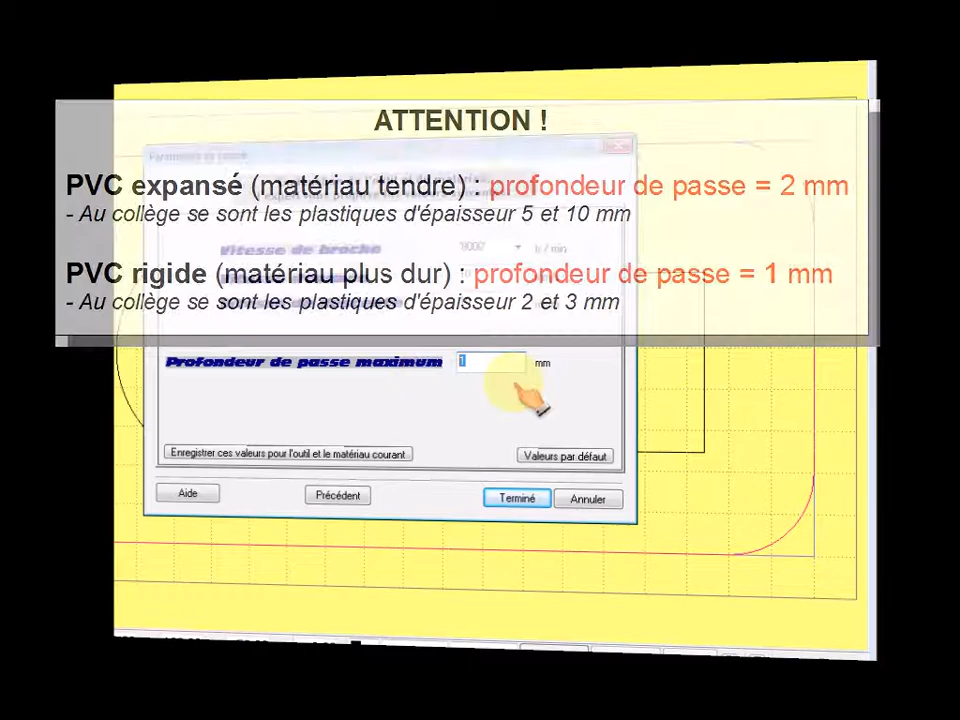 ATTENTION !
PVC expansé (matériau tendre) : profondeur de passe = 2 mm
- Au collège se sont les plastiques d'épaisseur 5 et 10 mm
Vitesse de broche
tr / min
PVC rigide (matériau plus dur) : profondeur de passe = 1 mm
- Au collège se sont les plastiques d'épaisseur 2 et 3 mm
Profondeur de passe maximum 1 mm
Enregistrer ces valeurs pour l'outil et le matériau courant Valeurs par défaut
Aide Précédent Terminé Annuler